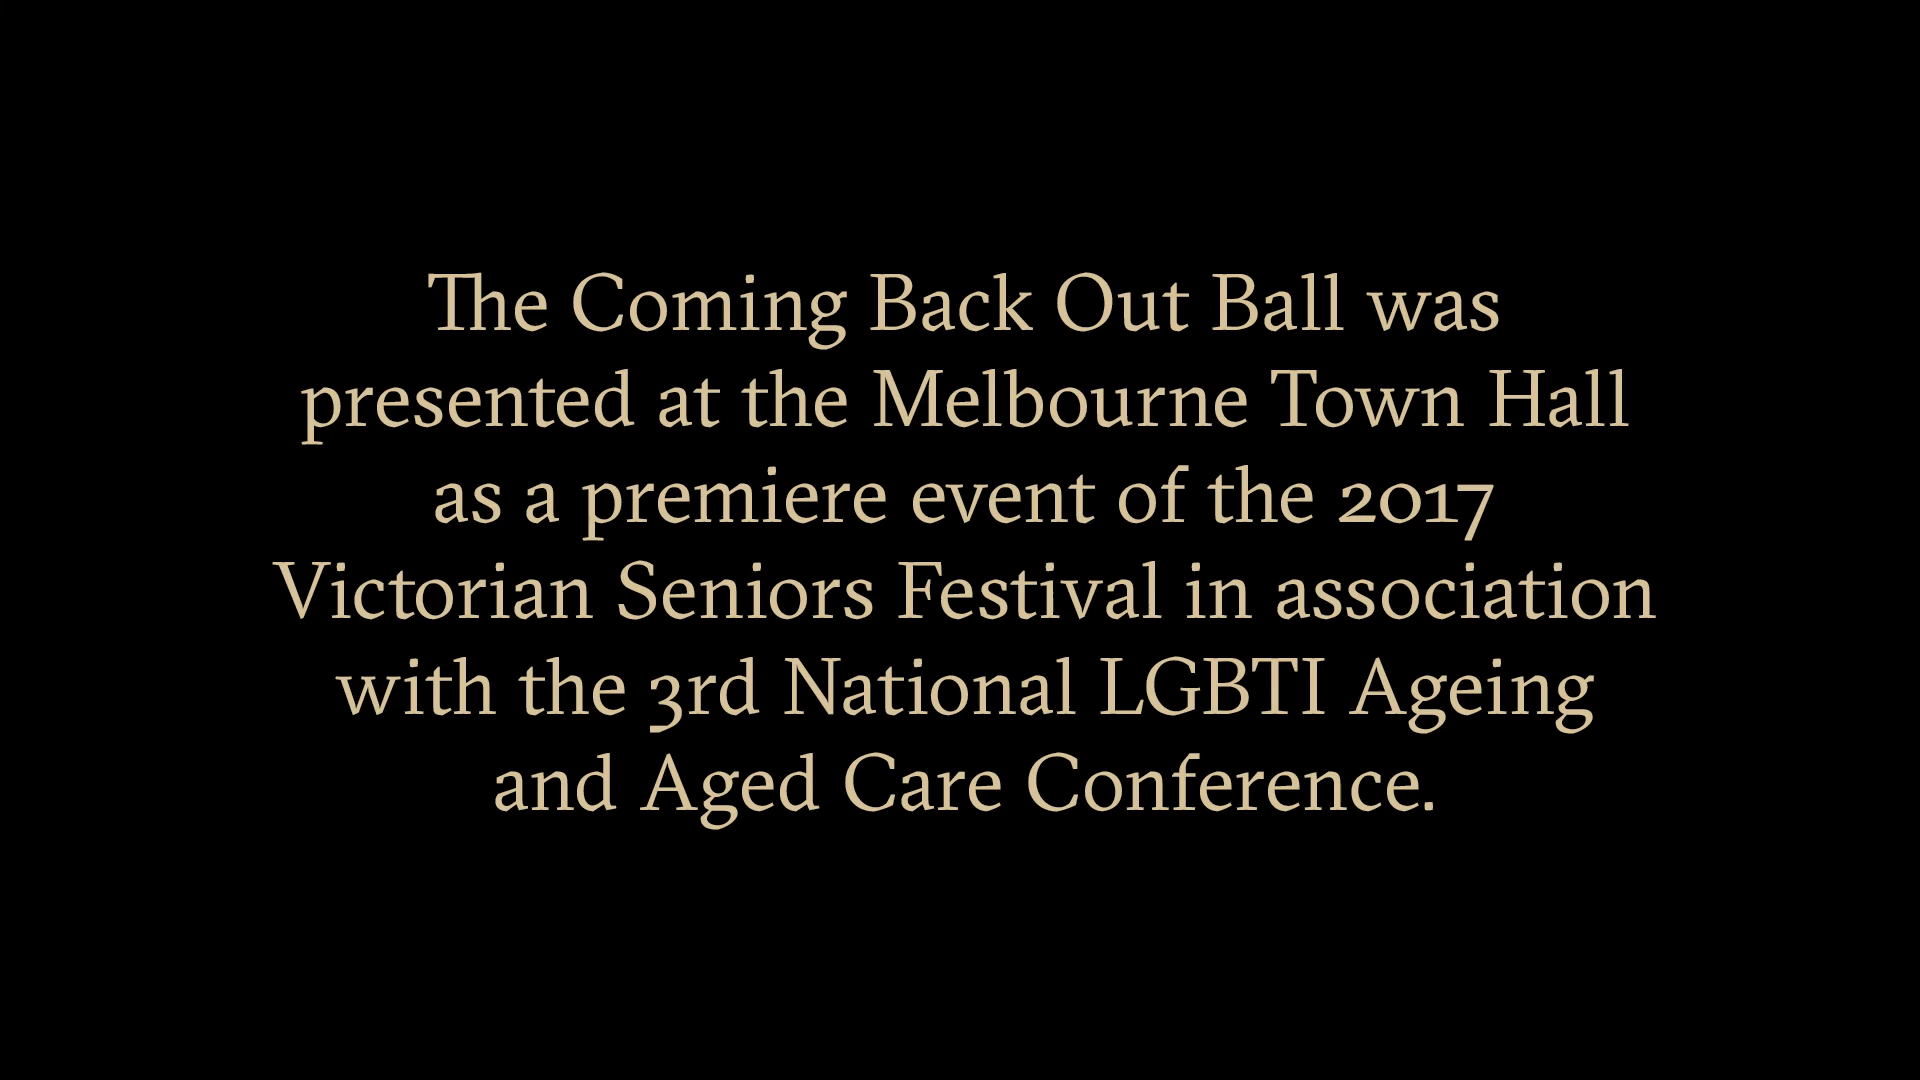 The Coming Back Out Ball was
presented at the Melbourne Town Hall
as a premiere event of the 2017
Victorian Seniors Festival in association
with the 3rd National LGBTI Ageing
and Aged Care Conference.